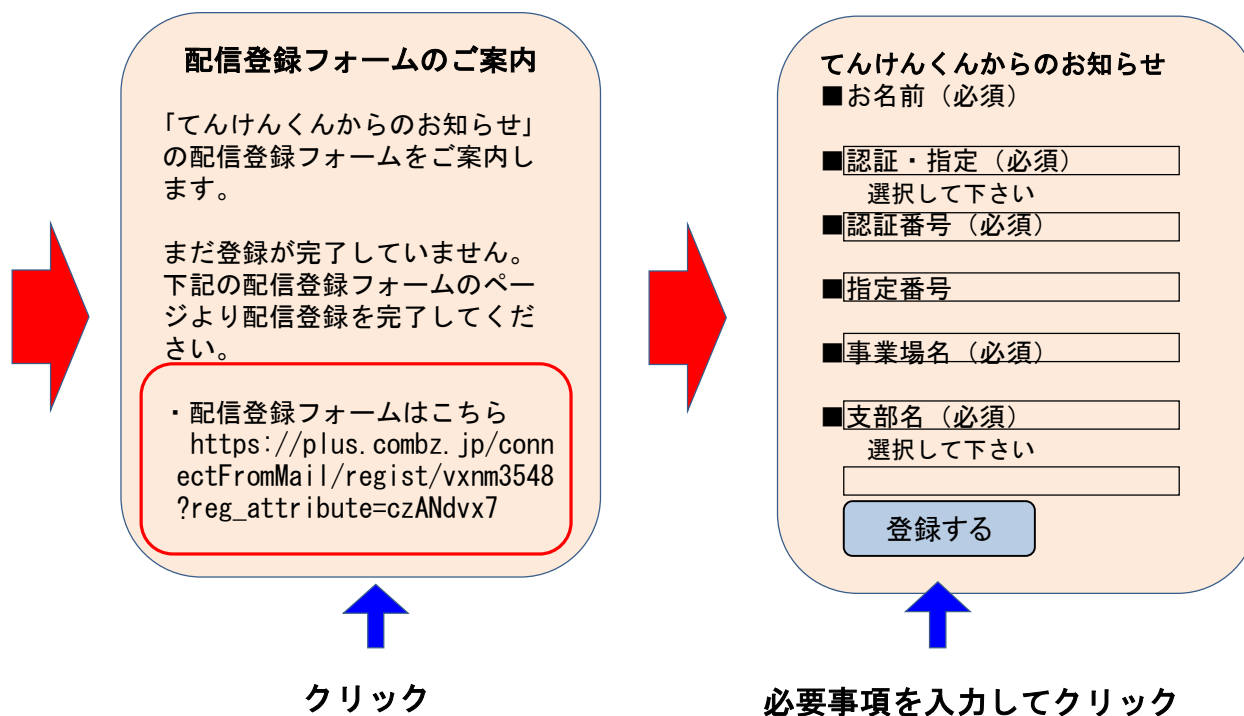 配信登録フォームのご案内
「てんけんくんからのお知らせ」
の配信登録フォームをご案内し
ます。
まだ登録が完了していません。
下記の配信登録フォームのペー
ジより配信登録を完了してくだ
さい。
・配信登録フォームはこちら
https://plus.combz.jp/conn
ectFromMail/regist/vxnm3548
?reg_attribute=czANdvx7
クリック
てんけんくんからのお知らせ
■お名前（必須）
■認証・指定（必須）
選択して下さい
■認証番号（必須）
■指定番号
■事業場名（必須）
■支部名（必須）
選択して下さい
登録する
必要事項を入力してクリック